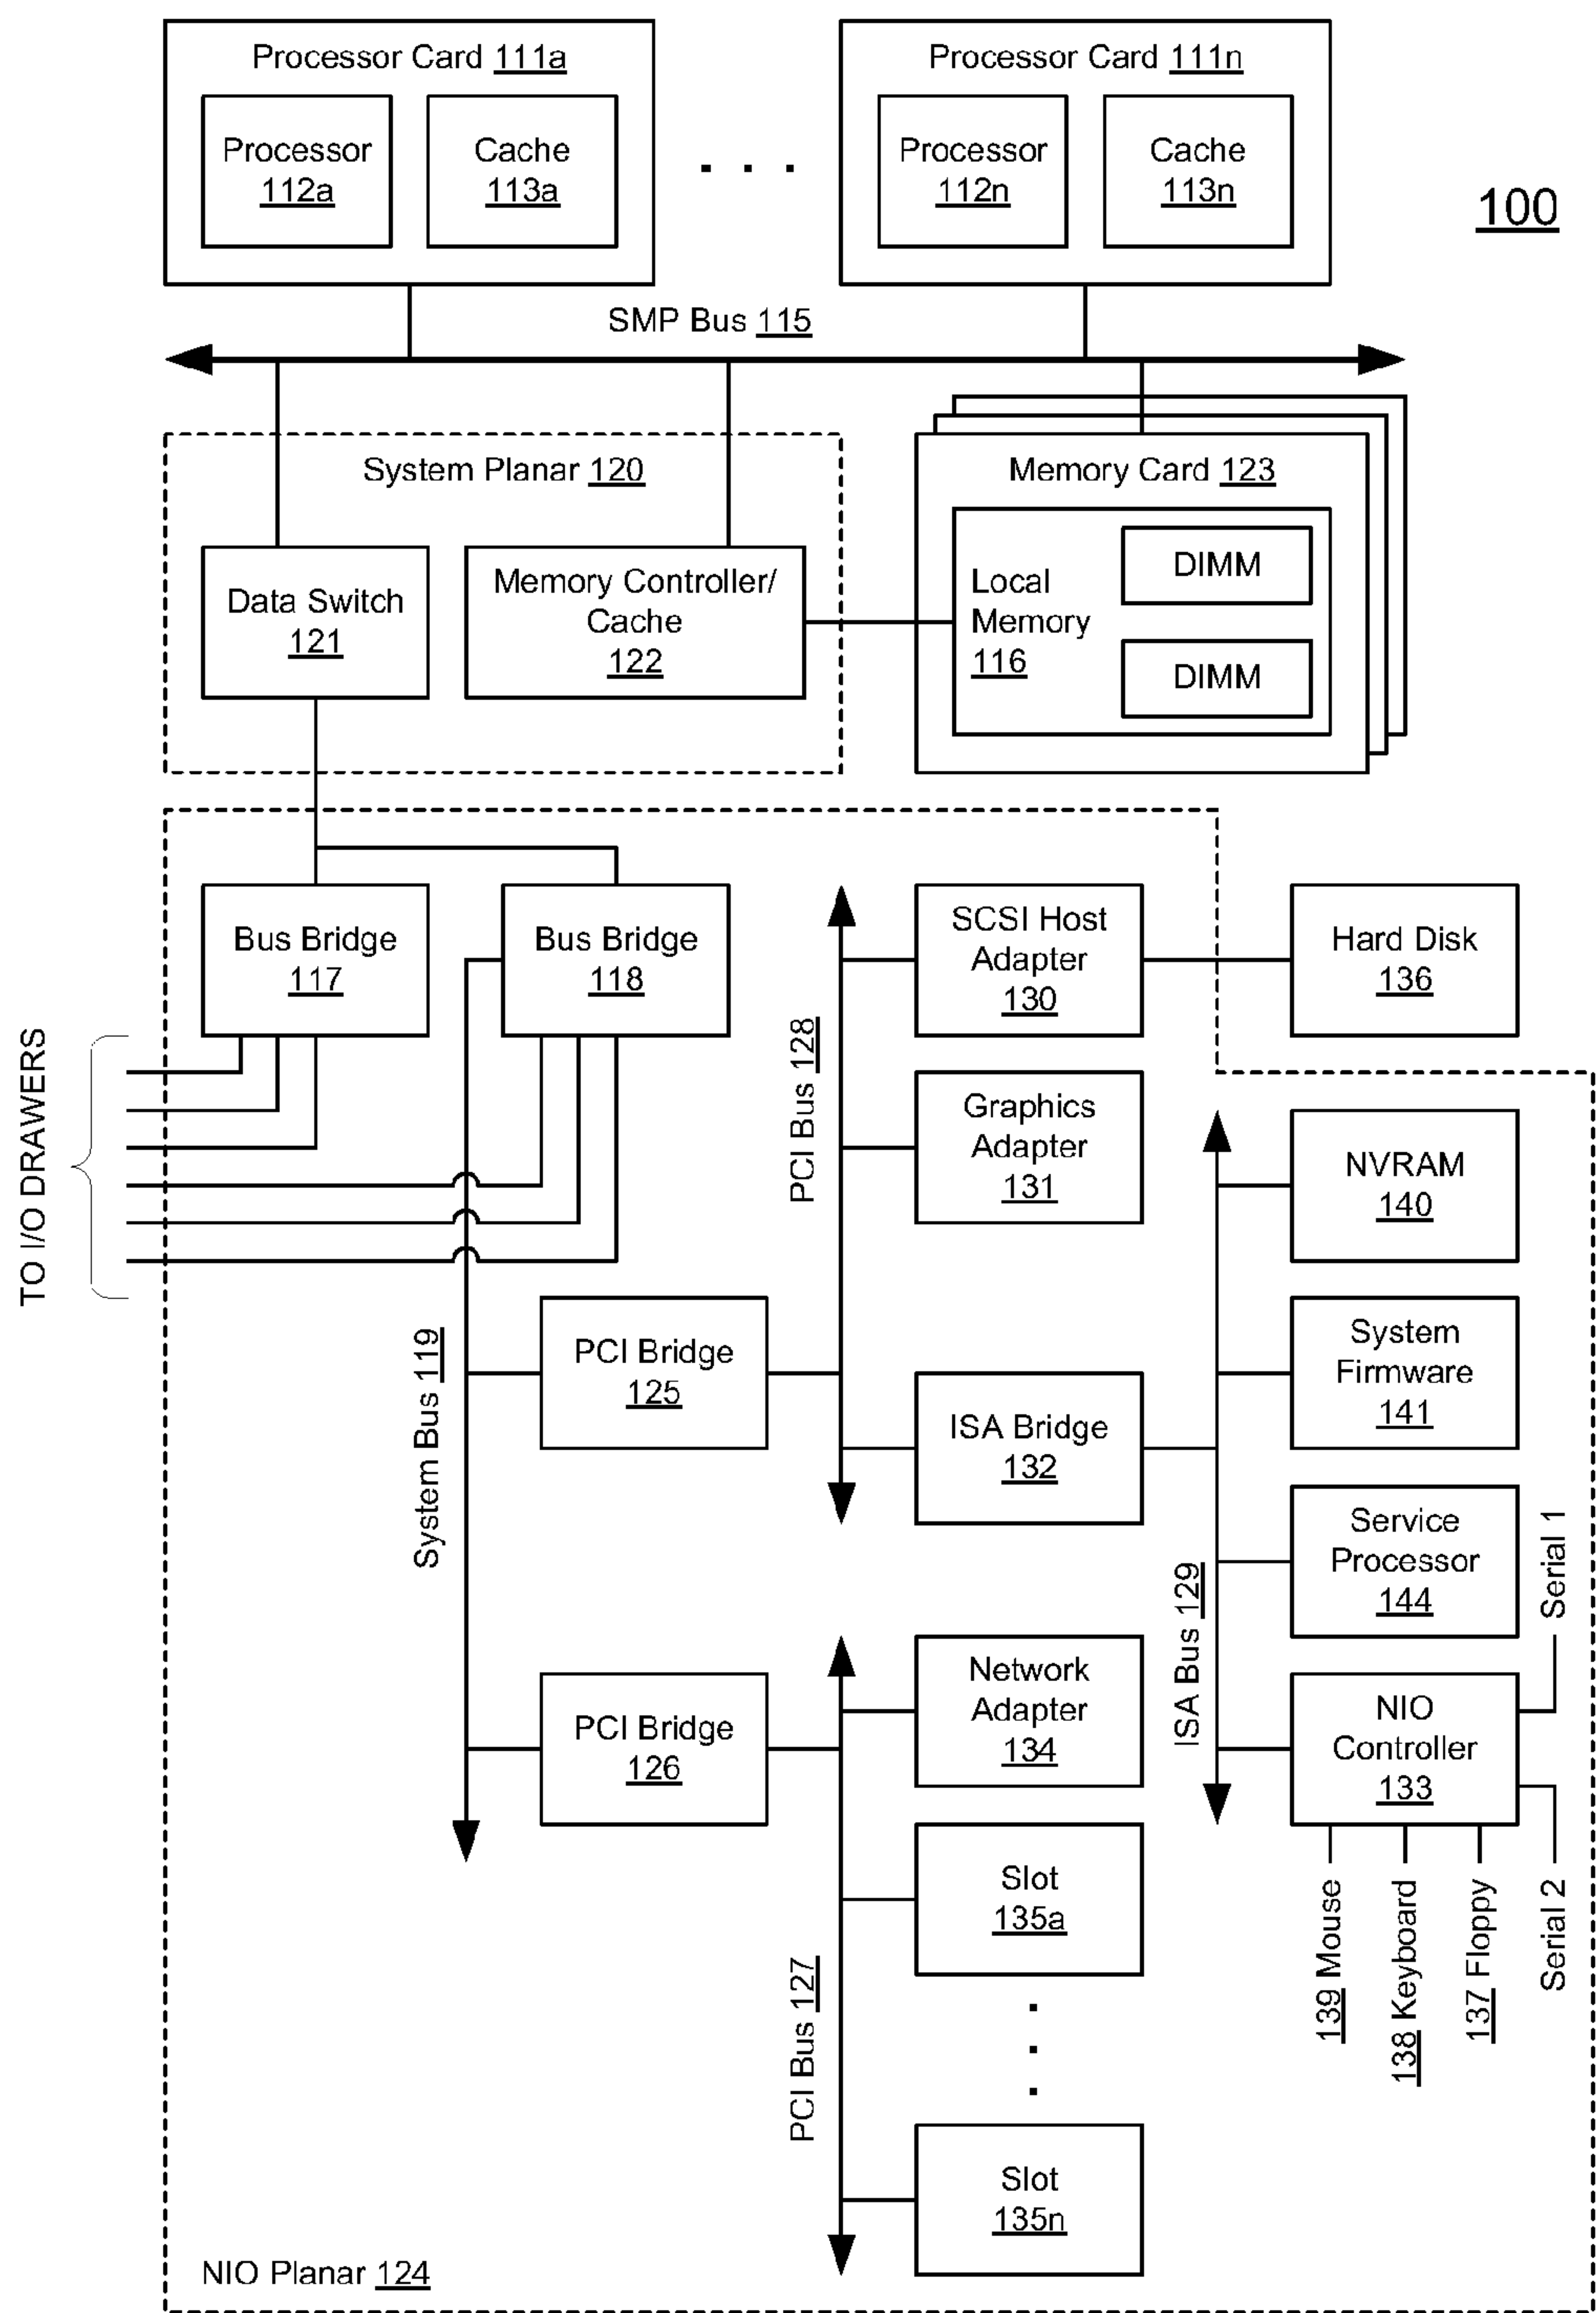 Processor Card 111a
Processor
112a
Cache
113a
. . .
Processor Card 111n
Processor
112n
Cache
113n
100
SMP Bus 115
System Planar 120
Data Switch
121
Memory Controller/
Cache
122
Memory Card 123
Local
Memory
116
DIMM
DIMM
Bus Bridge
117
Bus Bridge
118
TO I/O DRAWERS
System Bus 119
PCI Bridge
125
PCI Bridge
126
PCI Bus 128
SCSI Host
Adapter
130
Hard Disk
136
Graphics
Adapter
131
ISA Bridge
132
ISA Bus 129
NVRAM
140
System
Firmware
141
Service
Processor
144
NIO
Controller
133
Serial 1
Serial 2
139 Mouse
138 Keyboard
137 Floppy
PCI Bus 127
Network
Adapter
134
Slot
135a
Slot
135n
NIO Planar 124